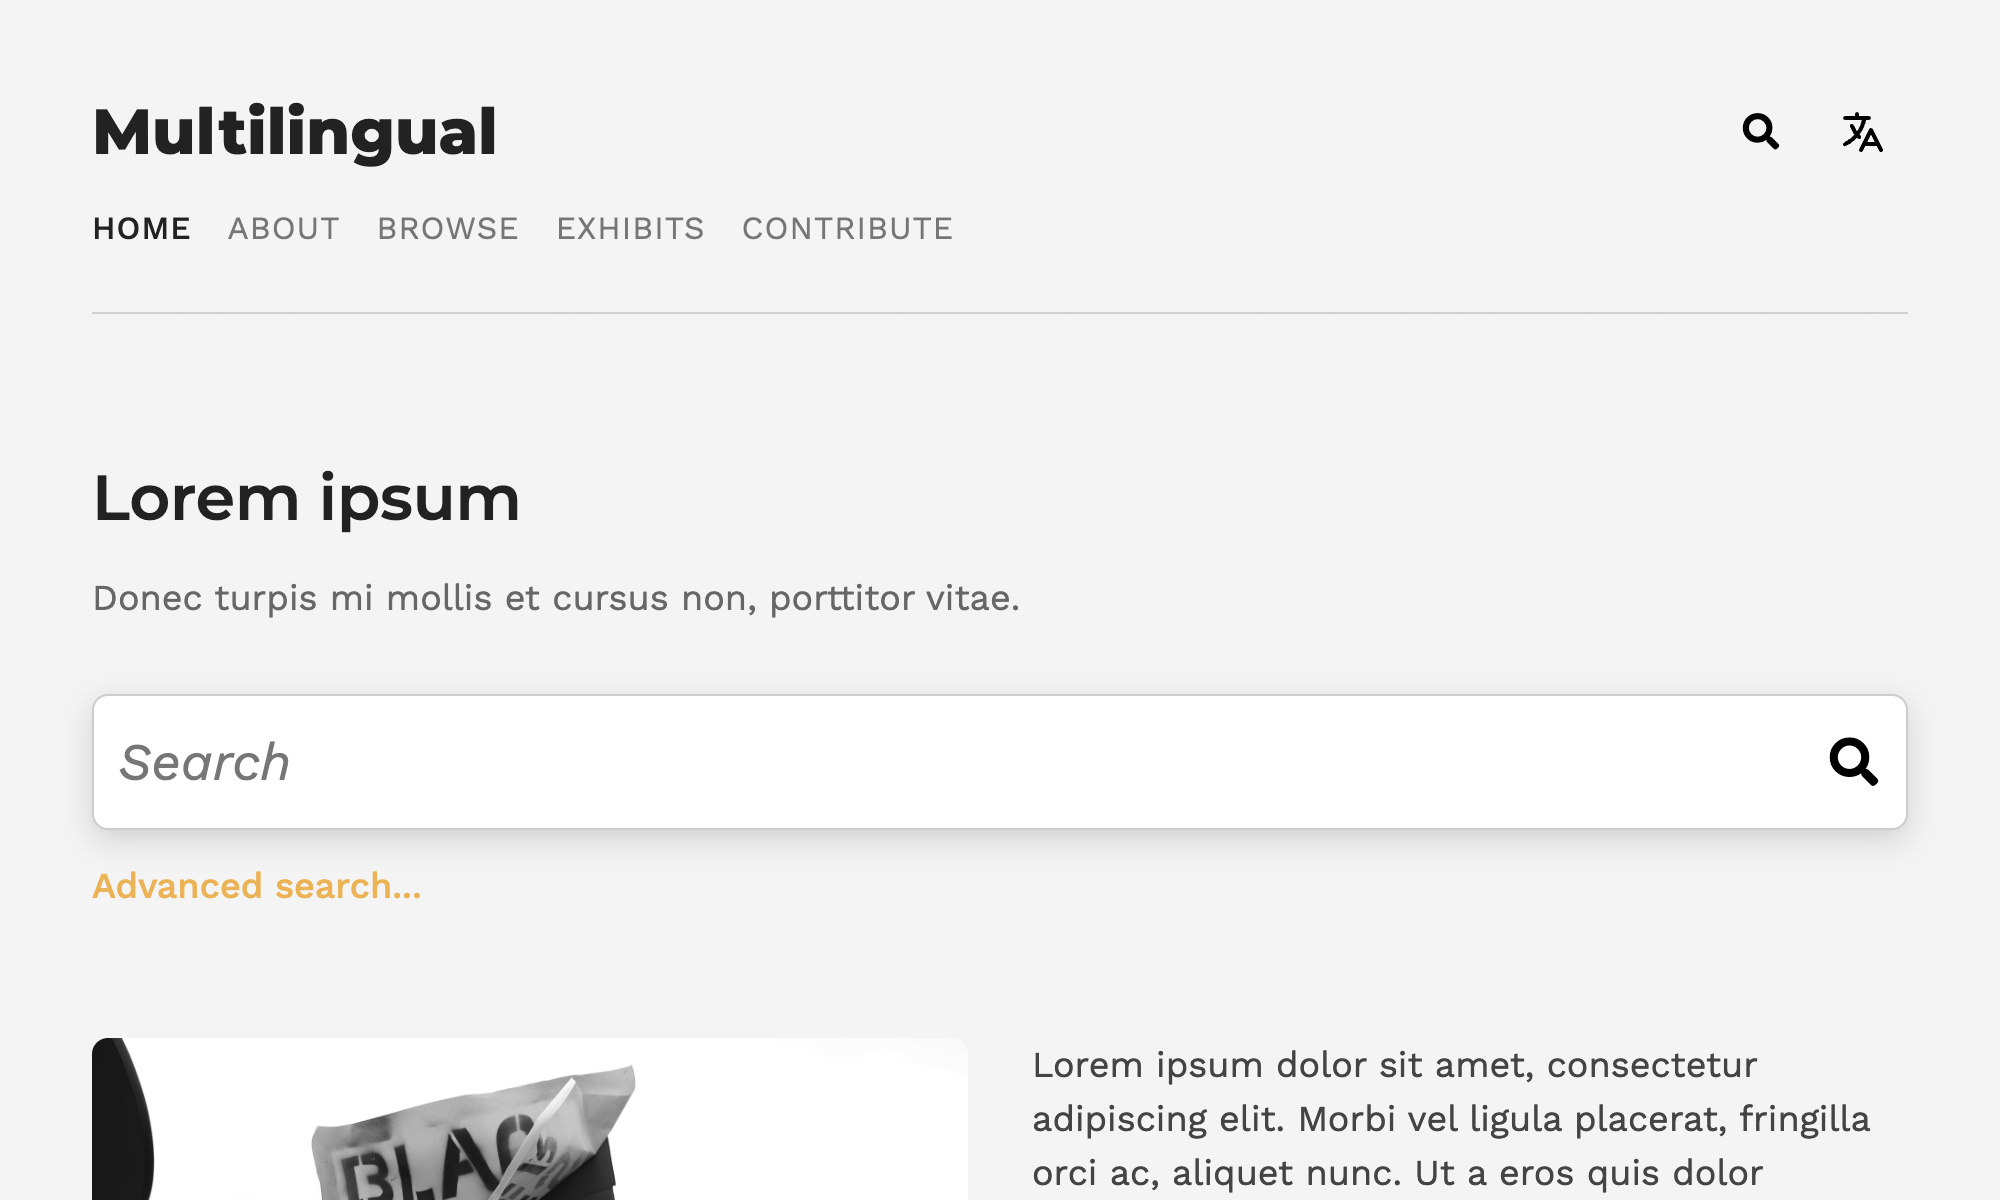 Multilingual
HOME ABOUT BROWSE EXHIBITS CONTRIBUTE
Lorem ipsum
Donec turpis mi mollis et cursus non, porttitor vitae.
Search
Advanced search...
Lorem ipsum dolor sit amet, consectetur
adipiscing elit. Morbi vel ligula placerat, fringilla
orci ac, aliquet nunc. Ut a eros quis dolor